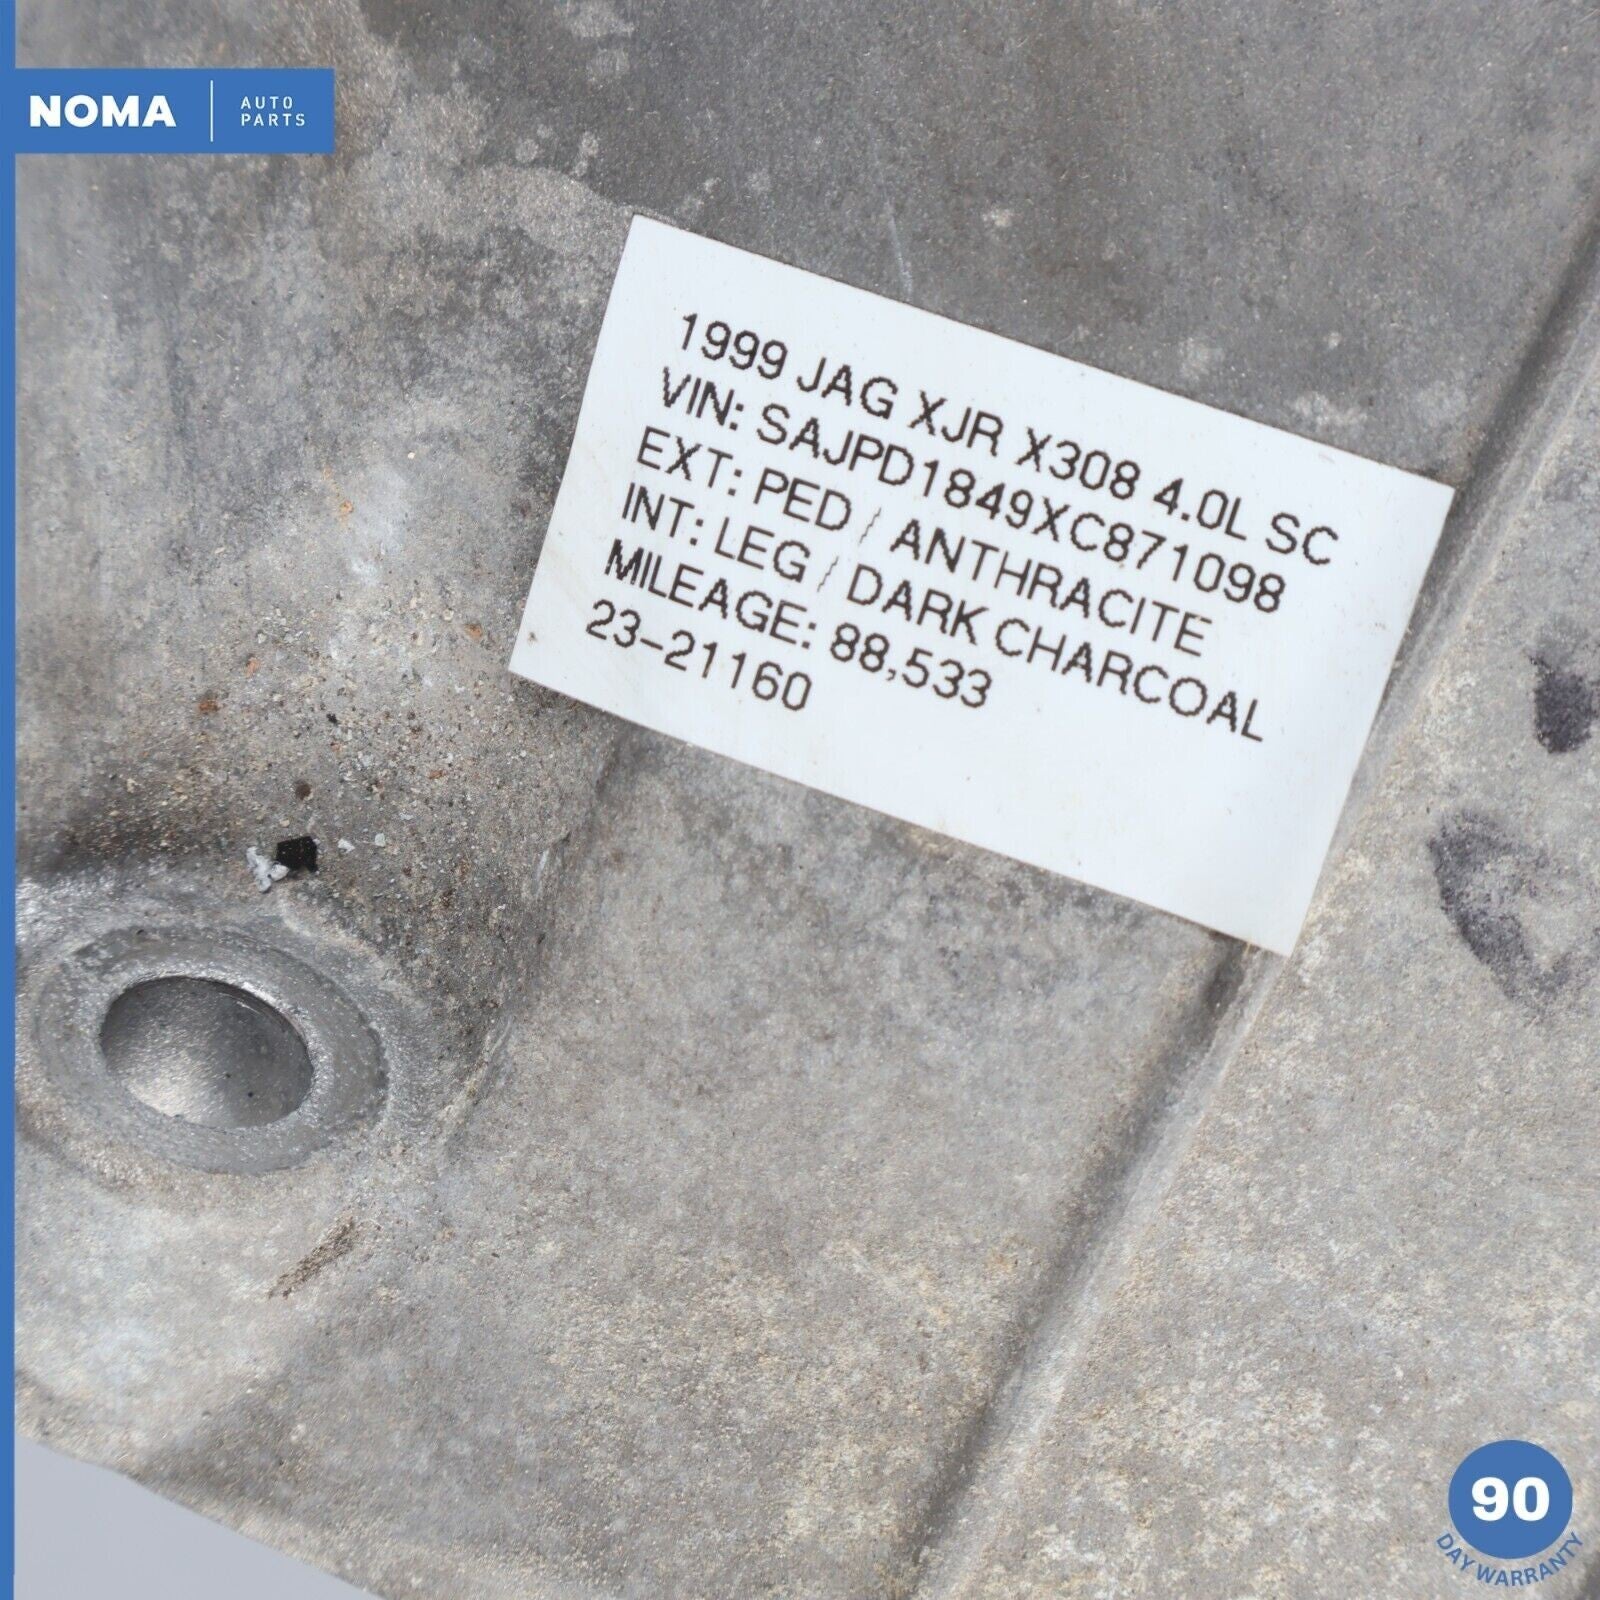 NOMA
AUTO
PARTS
1999 JAG XJR X308 4.0L SC
VIN: SAJPD1849XC871098
EXT: PED / ANTHRACITE
INT: LEG / DARK CHARCOAL
MILEAGE: 88,533
23-21160
90
DAY WARRANTY